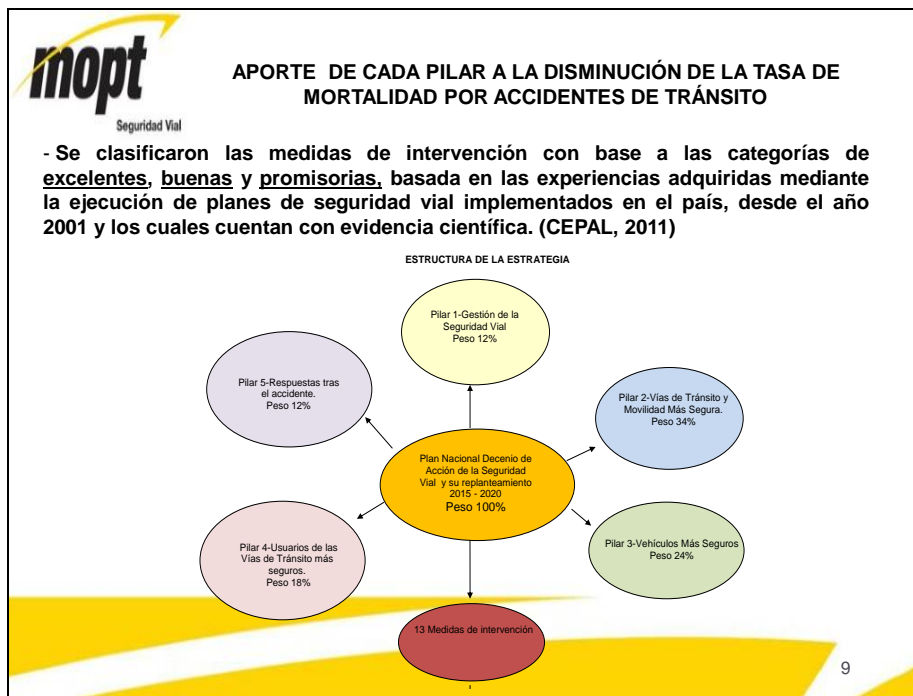 mopt
Seguridad Vial
APORTE DE CADA PILAR A LA DISMINUCIÓN DE LA TASA DE
MORTALIDAD POR ACCIDENTES DE TRÁNSITO
- Se clasificaron las medidas de intervención con base a las categorías de
excelentes, buenas y promisorias, basada en las experiencias adquiridas mediante
la ejecución de planes de seguridad vial implementados en el país, desde el año
2001 y los cuales cuentan con evidencia científica. (CEPAL, 2011)
ESTRUCTURA DE LA ESTRATEGIA
Pilar 1-Gestión de la
Seguridad Vial
Peso 12%
Pilar 5-Respuestas tras
el accidente.
Peso 12%
Pilar 2-Vías de Tránsito y
Movilidad Más Segura.
Peso 34%
Plan Nacional Decenio de
Acción de la Seguridad
Vial y su replanteamiento
2015 - 2020
Peso 100%
Pilar 4-Usuarios de las
Vías de Tránsito más
seguros.
Peso 18%
Pilar 3-Vehículos Más Seguros
Peso 24%
13 Medidas de intervención
9